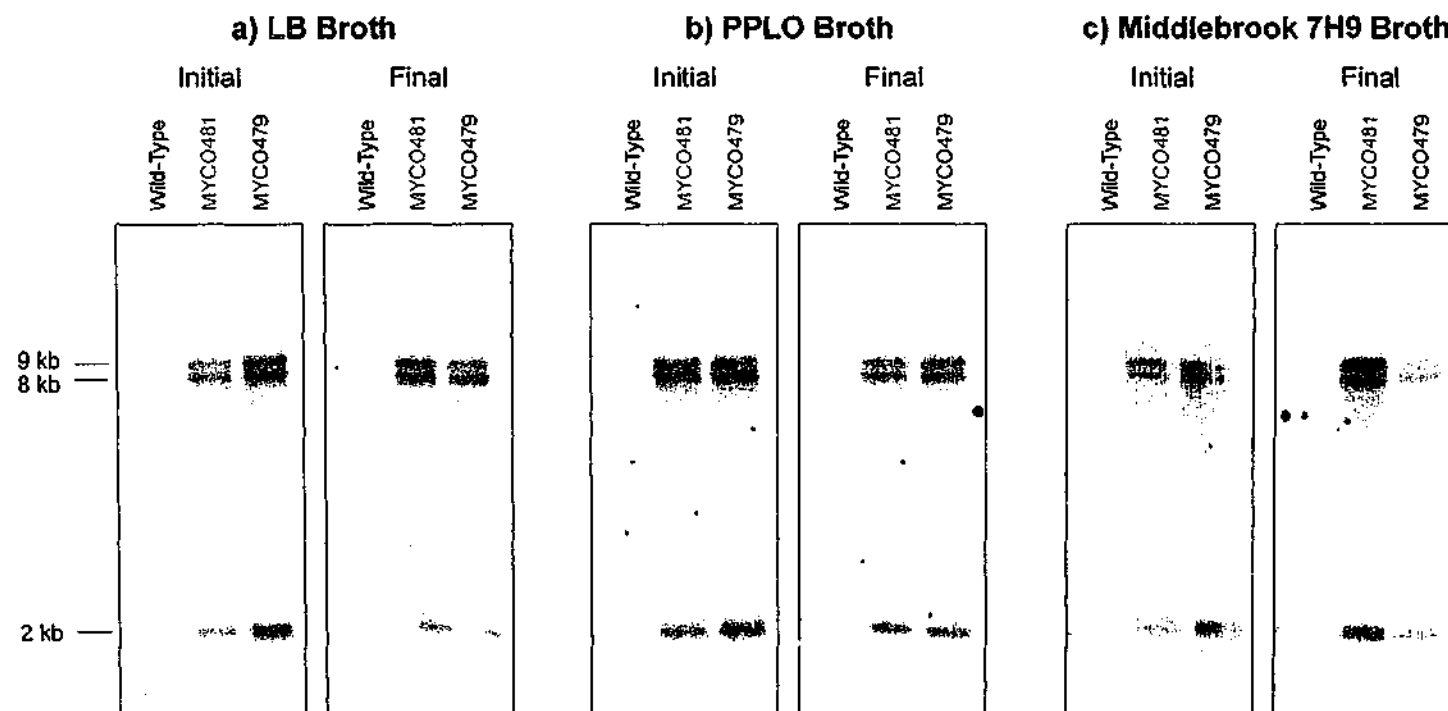 a) LB Broth b) PPLO Broth c) Middlebrook 7H9 Broth
Initial Final Initial Final Initial Final
Wild-Type MYCO481 MYCO479 Wild-Type MYCO481 MYCO479 Wild-Type MYCO481 MYCO479 Wild-Type MYCO481 MYCO479 Wild-Type MYCO481 MYCO479 Wild-Type MYCO481 MYCO479
9 kb
8 kb
2 kb